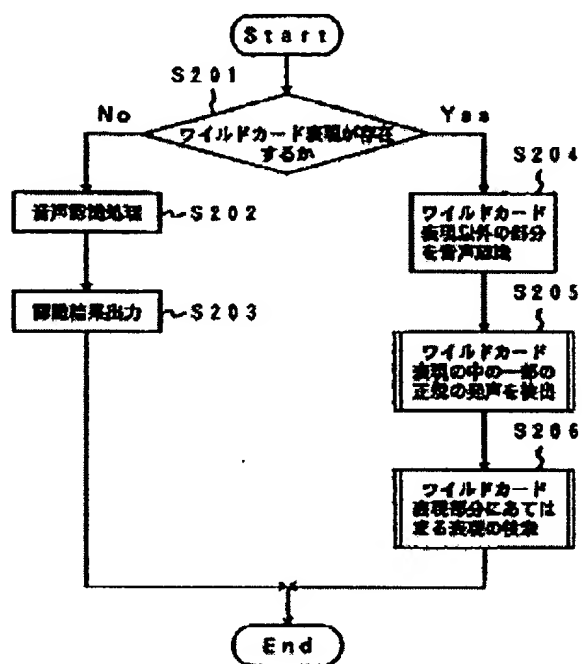 Start
S201
No
Yes
ワイルドカード表現が存在
するか
S204
音声認識処理
S202
ワイルドカード
表現以外の部分
を音声認識
S205
認識結果出力
S203
ワイルドカード
表現の中の一部の
正規の発声を検出
S206
ワイルドカード
表現部分にあては
まる表現の検索
End